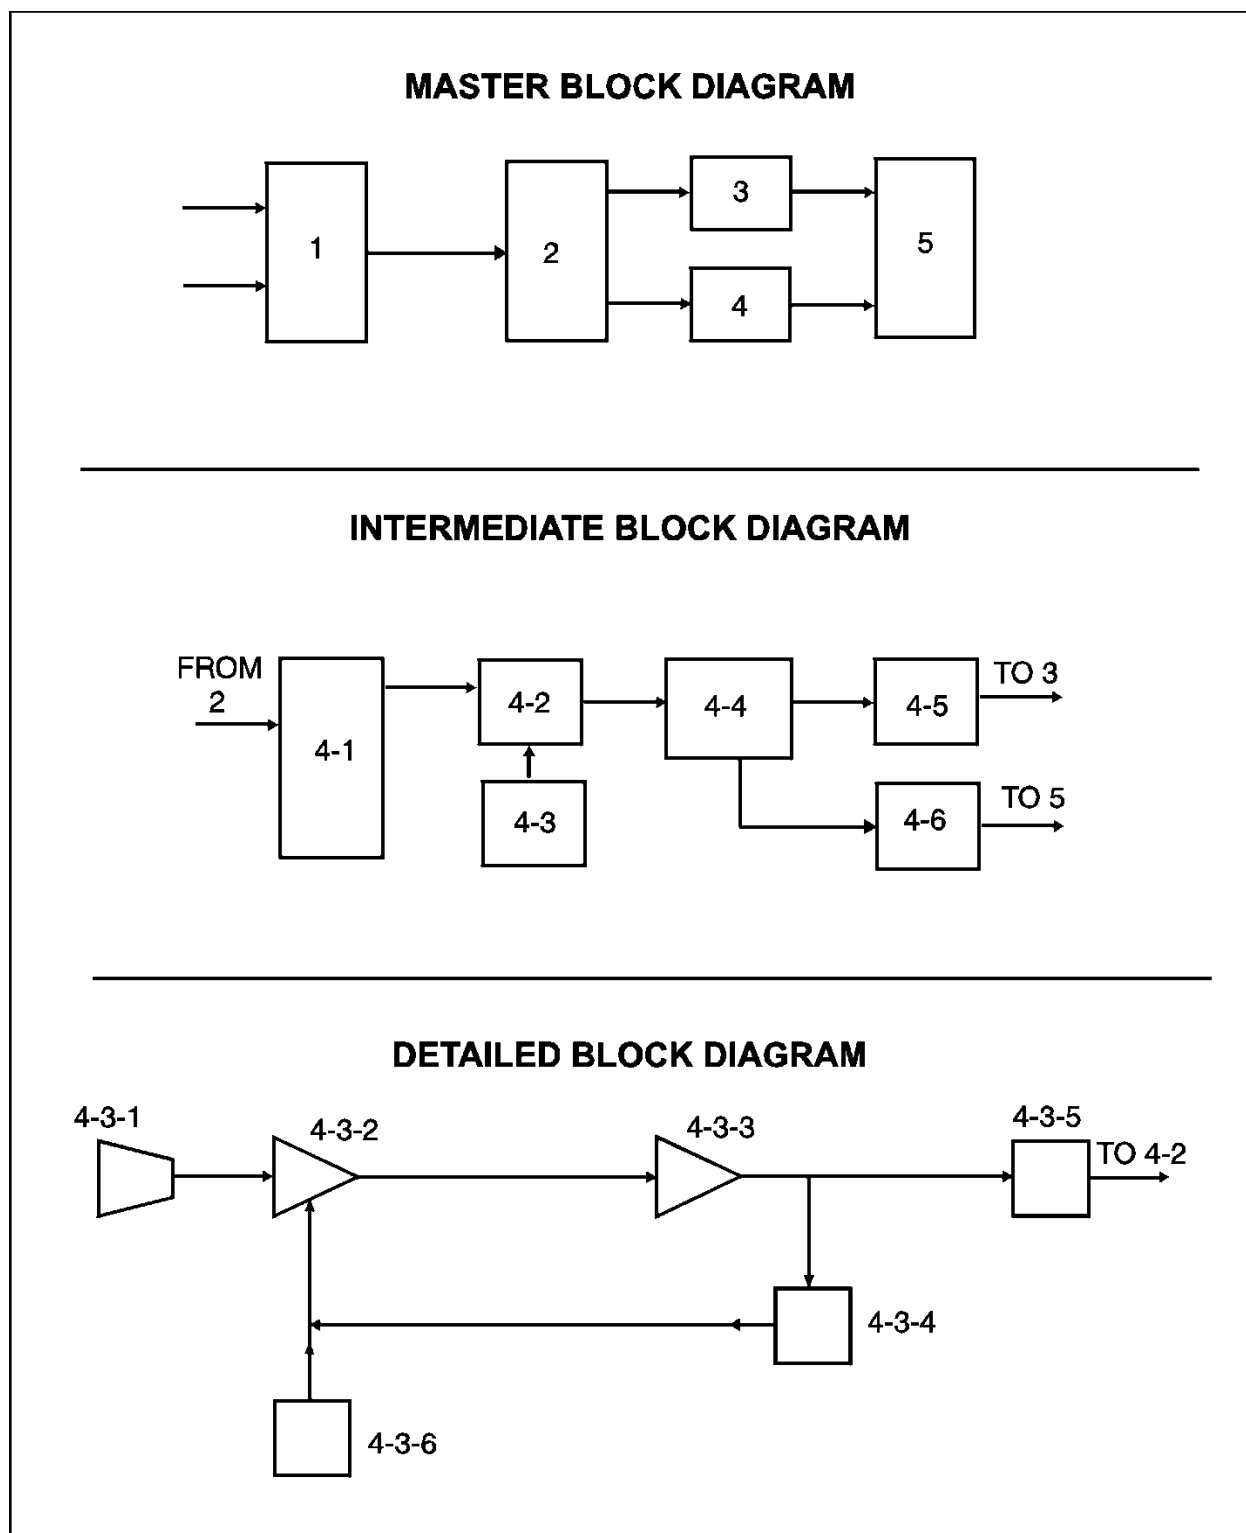 MASTER BLOCK DIAGRAM
1
2
3
4
5
INTERMEDIATE BLOCK DIAGRAM
FROM
2
4-1
4-2
4-3
4-4
4-5
TO 3
4-6
TO 5
DETAILED BLOCK DIAGRAM
4-3-1
4-3-2
4-3-3
4-3-5
TO 4-2
4-3-4
4-3-6